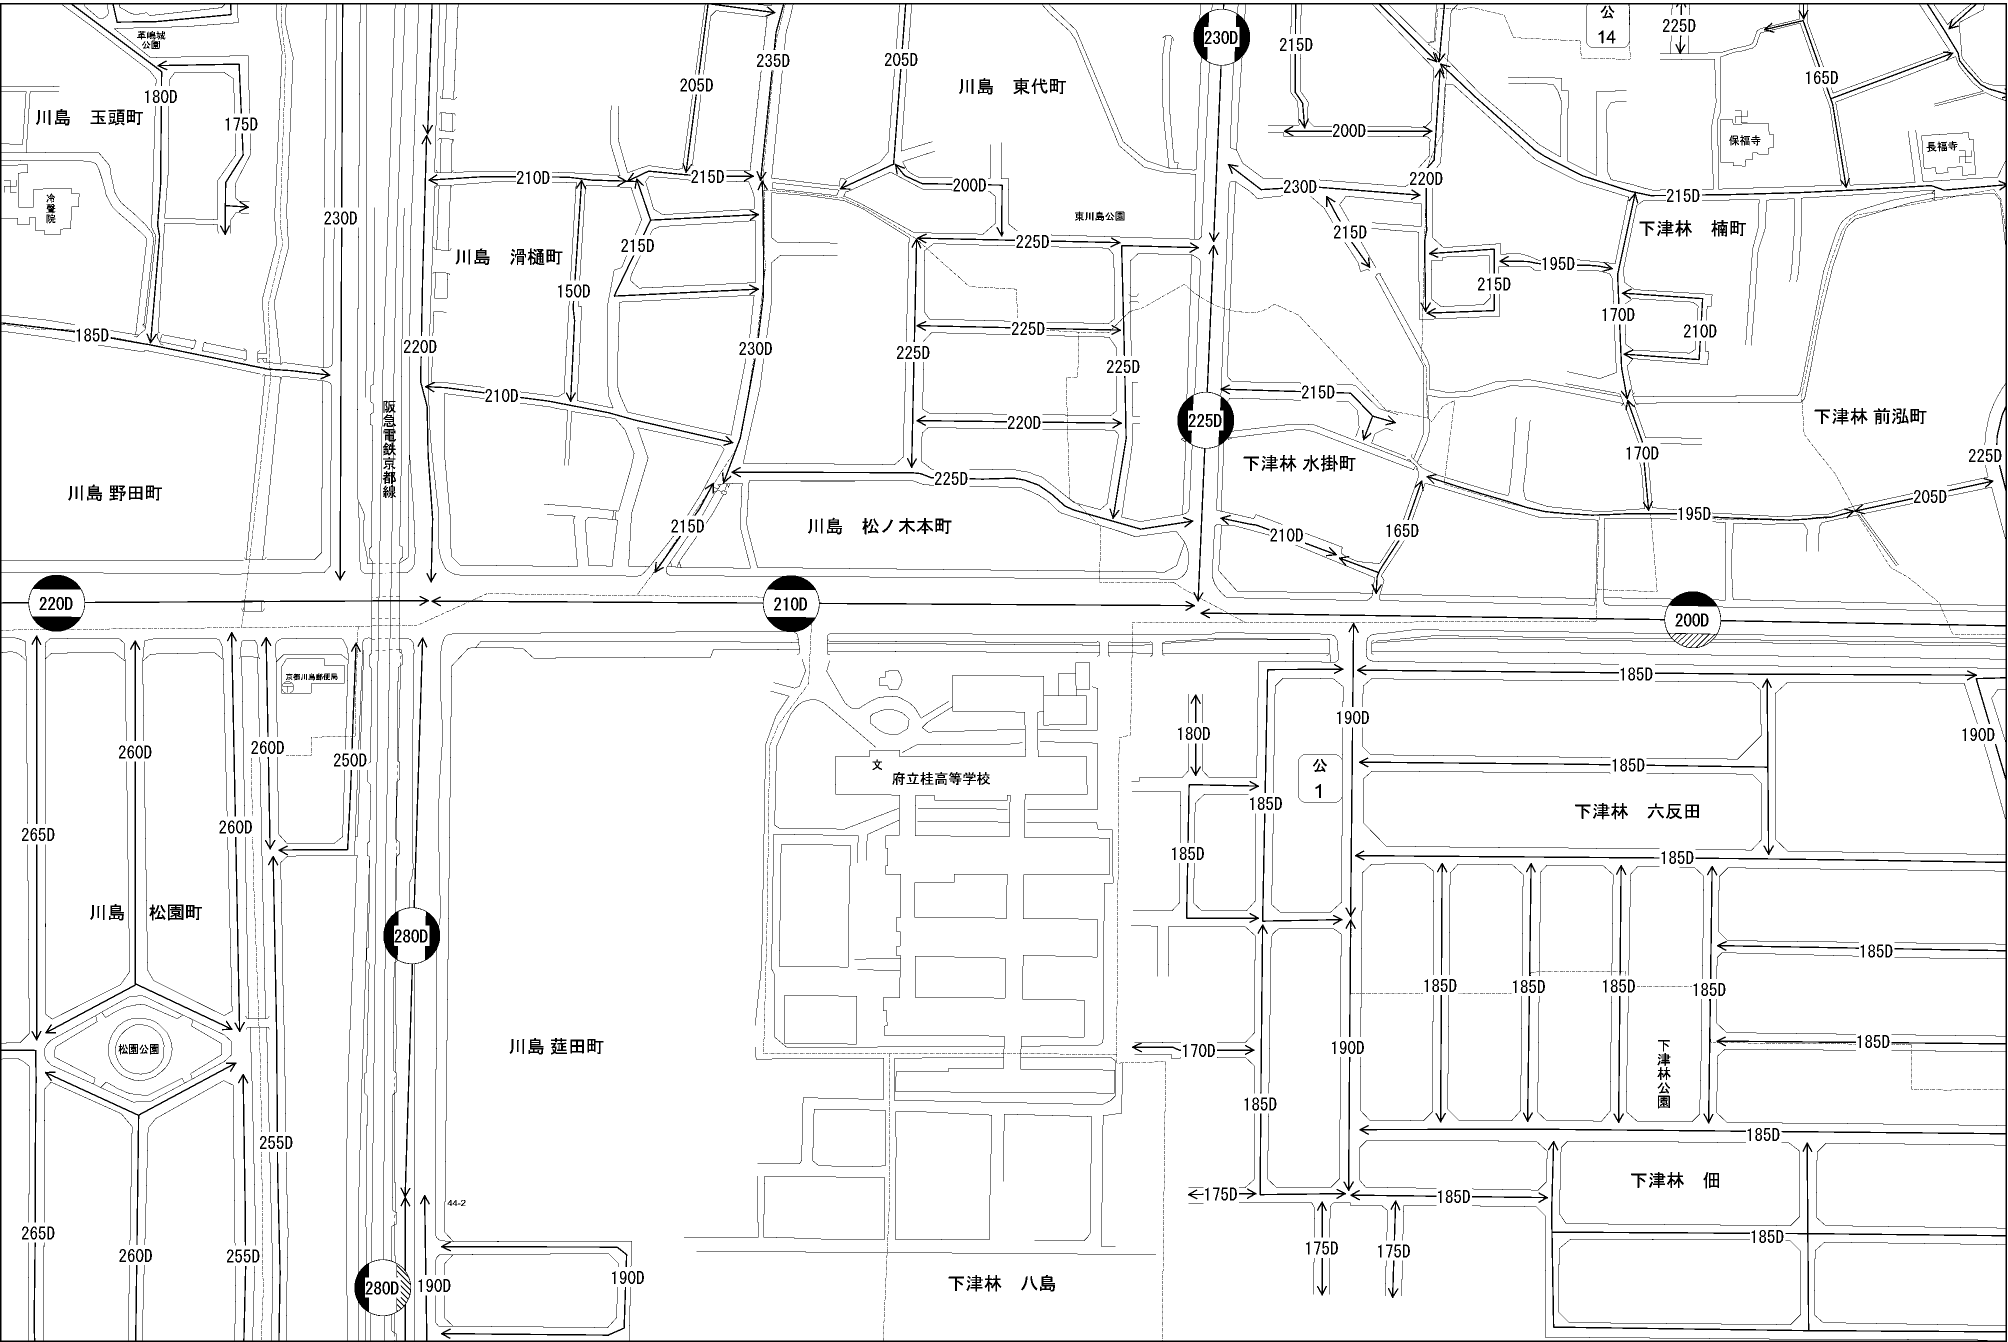 公
14
230D
225D
215D
235D
205D
205D
165D
革嶋城
公園
180D
175D
川島 玉頭町
川島 東代町
200D
保福寺
長福寺
210D
215D
200D
230D
220D
215D
冷聲院
230D
東川島公園
215D
下津林 楠町
215D
225D
川島 滑樋町
195D
215D
150D
170D
210D
185D
220D
230D
225D
225D
225D
210D
215D
阪急電鉄京都線
220D
225D
下津林 前泓町
170D
225D
下津林 水掛町
川島 野田町
225D
205D
215D
川島 松ノ木本町
195D
210D
165D
220D
210D
200D
京都川島郵便局
185D
190D
180D
190D
260D
260D
250D
公
1
185D
文
府立桂高等学校
185D
下津林 六反田
265D
260D
185D
185D
川島 松園町
280D
185D
185D
185D
185D
185D
松園公園
川島 莚田町
170D
190D
185D
下津林公園
185D
255D
185D
下津林 佃
175D
185D
44-2
265D
260D
255D
175D
175D
185D
280D
190D
190D
下津林 八島